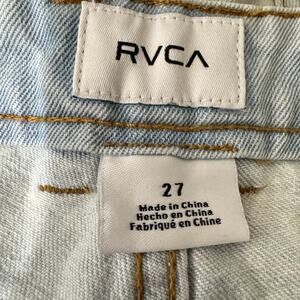 RVCA
27
Made in China
Hecho en China
Fabriqué en Chine